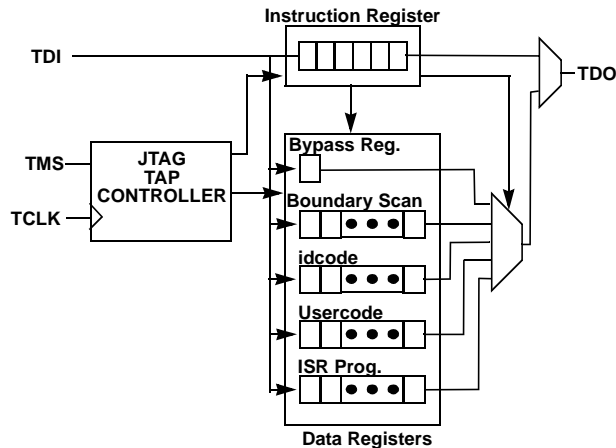 Instruction Register
TDI
TDO
Bypass Reg.
JTAG
TAP
CONTROLLER
TMS
TCLK
Boundary Scan
idcode
Usercode
ISR Prog.
Data Registers